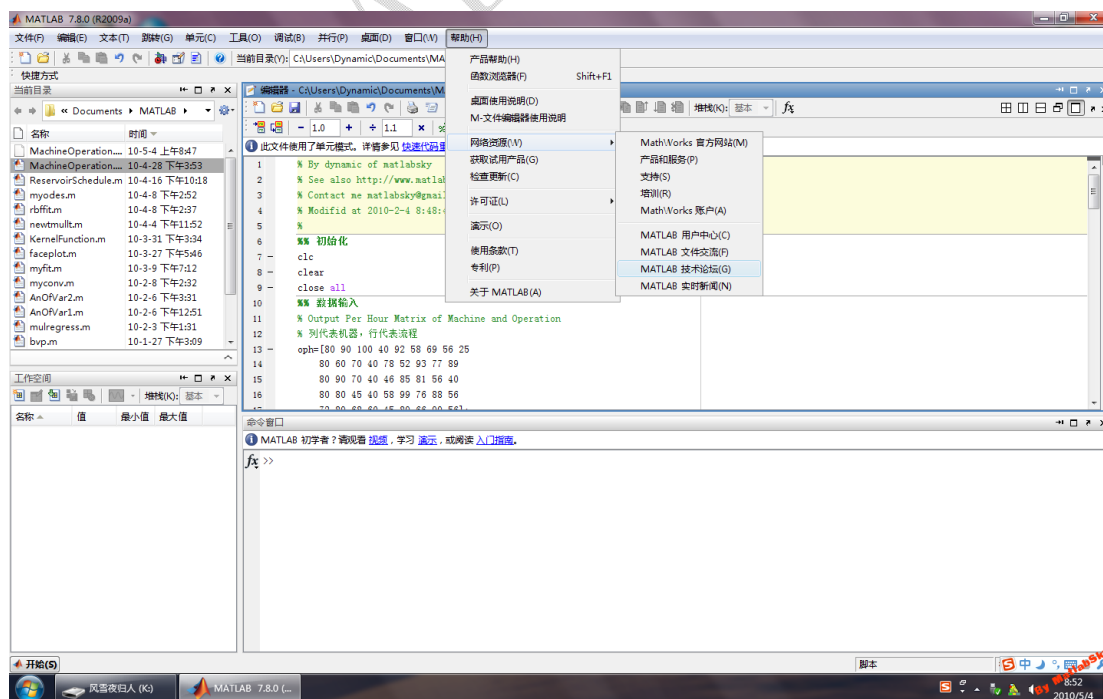 MATLAB 7.8.0 (R2009a)
文件(F) 编辑(E) 文本(T) 跳转(G) 单元(C) 工具(O) 调试(B) 并行(P) 桌面(D) 窗口(W) 帮助(H)
当前目录(Y): C:\Users\Dynamic\Documents\MA
快捷方式
当前目录
« Documents ▸ MATLAB ▸
名称 时间
MachineOperation.... 10-5-4 上午8:47
MachineOperation.... 10-4-28 下午3:53
ReservoirSchedule.m 10-4-16 下午10:18
myodes.m 10-4-8 下午2:52
rbffit.m 10-4-8 下午2:37
newtmullt.m 10-4-4 下午11:52
KernelFunction.m 10-3-31 下午3:34
faceplot.m 10-3-27 下午5:46
myfit.m 10-3-9 下午7:12
myconv.m 10-2-8 下午2:32
AnOfVar2.m 10-2-6 下午3:31
AnOfVar1.m 10-2-6 下午12:51
mulregress.m 10-2-3 下午1:31
bvp.m 10-1-27 下午3:09
工作空间
堆栈(K): 基本
名称 值 最小值 最大值
编辑器 - C:\Users\Dynamic\Documents\M
堆栈(K): 基本 fx
− 1.0 + ÷ 1.1 ×
此文件使用了单元模式。详情参见 快速代码
1 % By dynamic of matlabsky
2 % See also http://www.matlab
3 % Contact me matlabsky@gmail
4 % Modifid at 2010-2-4 8:48:
5 %
6 %% 初始化
7 − clc
8 − clear
9 − close all
10 %% 数据输入
11 % Output Per Hour Matrix of Machine and Operation
12 % 列代表机器，行代表流程
13 − oph=[80 90 100 40 92 58 69 56 25
14 80 60 70 40 78 52 93 77 89
15 80 90 70 40 46 85 81 56 40
16 80 80 45 40 58 99 76 88 56
产品帮助(H)
函数浏览器(F) Shift+F1
桌面使用说明(D)
M-文件编辑器使用说明
网络资源(W)
获取试用产品(G)
检查更新(C)
许可证(L)
演示(O)
使用条款(T)
专利(P)
关于 MATLAB(A)
MathWorks 官方网站(M)
产品和服务(P)
支持(S)
培训(R)
MathWorks 账户(A)
MATLAB 用户中心(C)
MATLAB 文件交流(F)
MATLAB 技术论坛(G)
MATLAB 实时新闻(N)
命令窗口
MATLAB 初学者？请观看 视频，学习 演示，或阅读 入门指南。
fx >>
开始(S)
脚本
中
风雪夜归人 (K:)
MATLAB 7.8.0 (...
8:52
2010/5/4
By MatlabSky